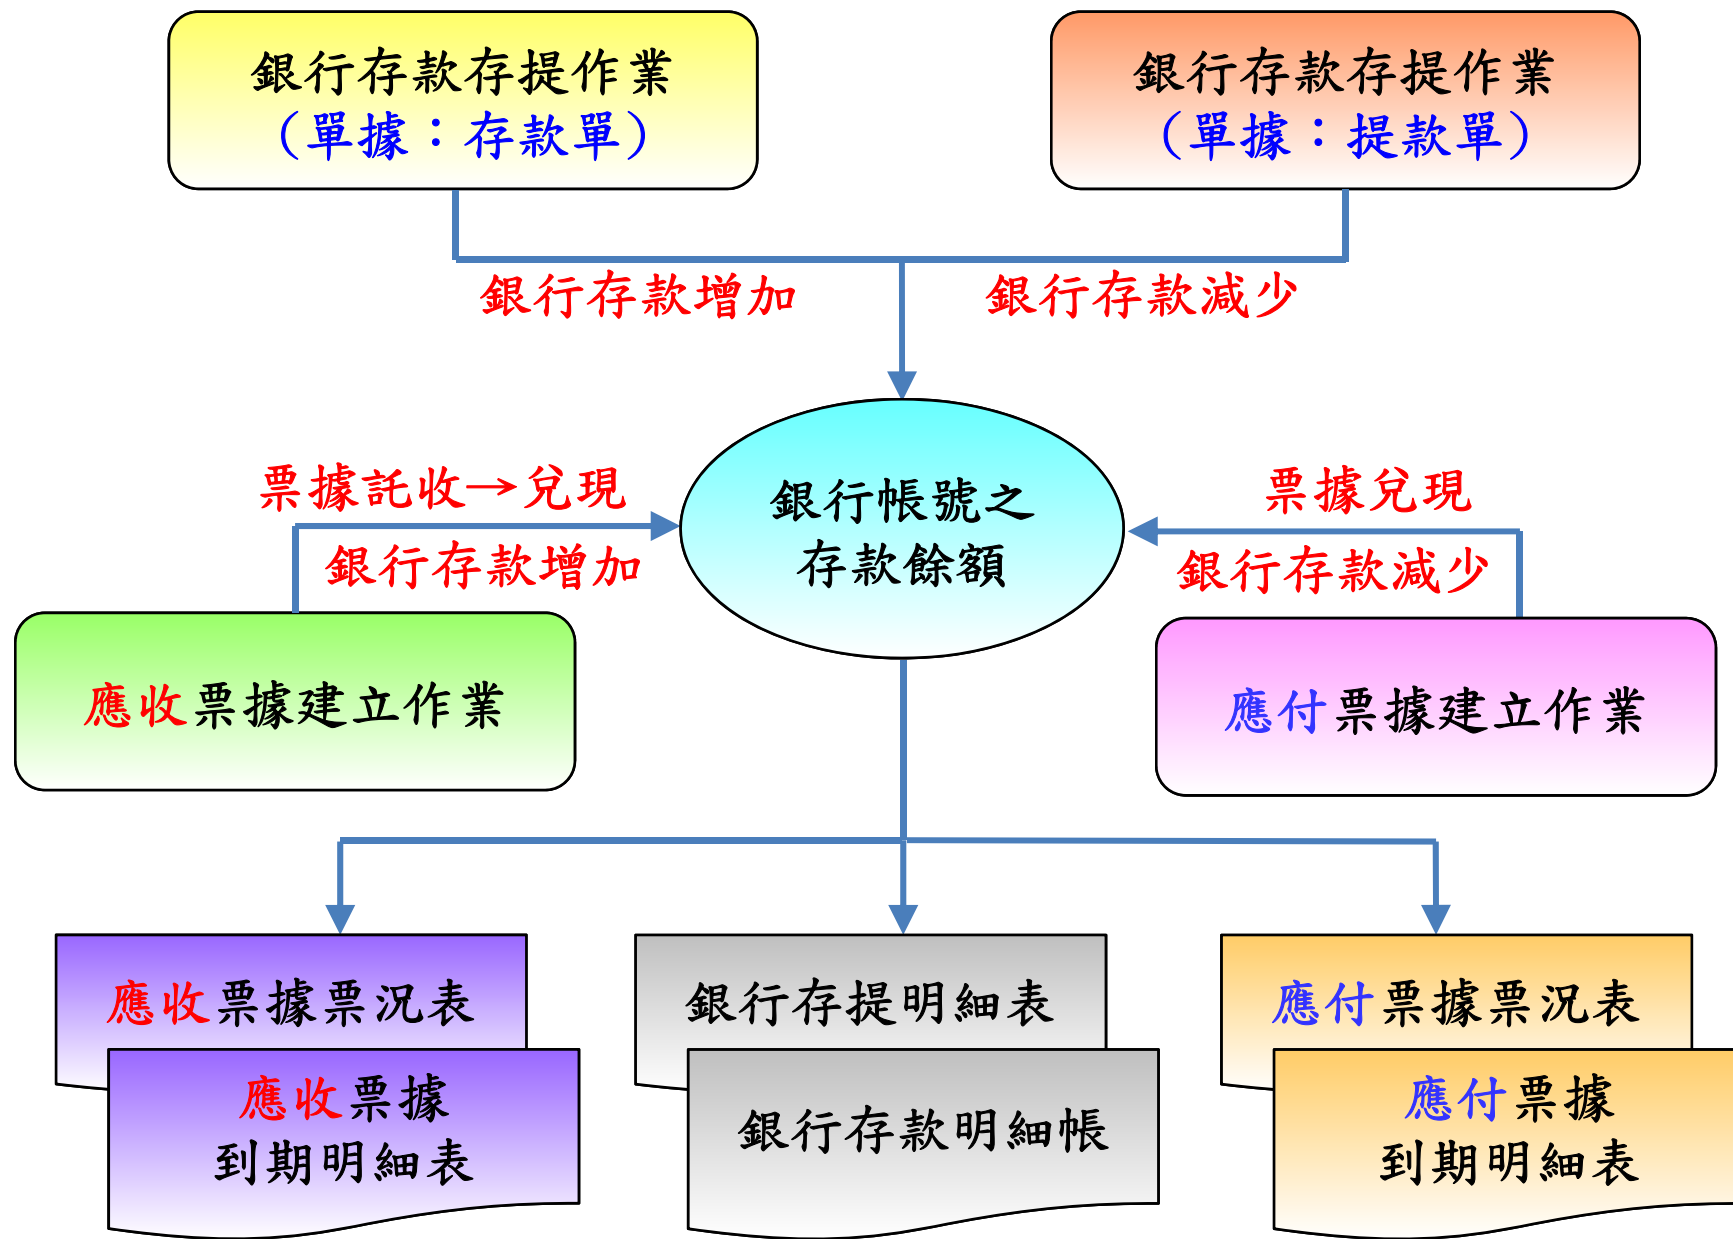 銀行存款存提作業
（單據：存款單）
銀行存款存提作業
（單據：提款單）
銀行存款增加
銀行存款減少
票據託收→兌現
銀行存款增加
銀行帳號之
存款餘額
票據兌現
銀行存款減少
應收票據建立作業
應付票據建立作業
應收票據票況表
應收票據
到期明細表
銀行存提明細表
銀行存款明細帳
應付票據票況表
應付票據
到期明細表